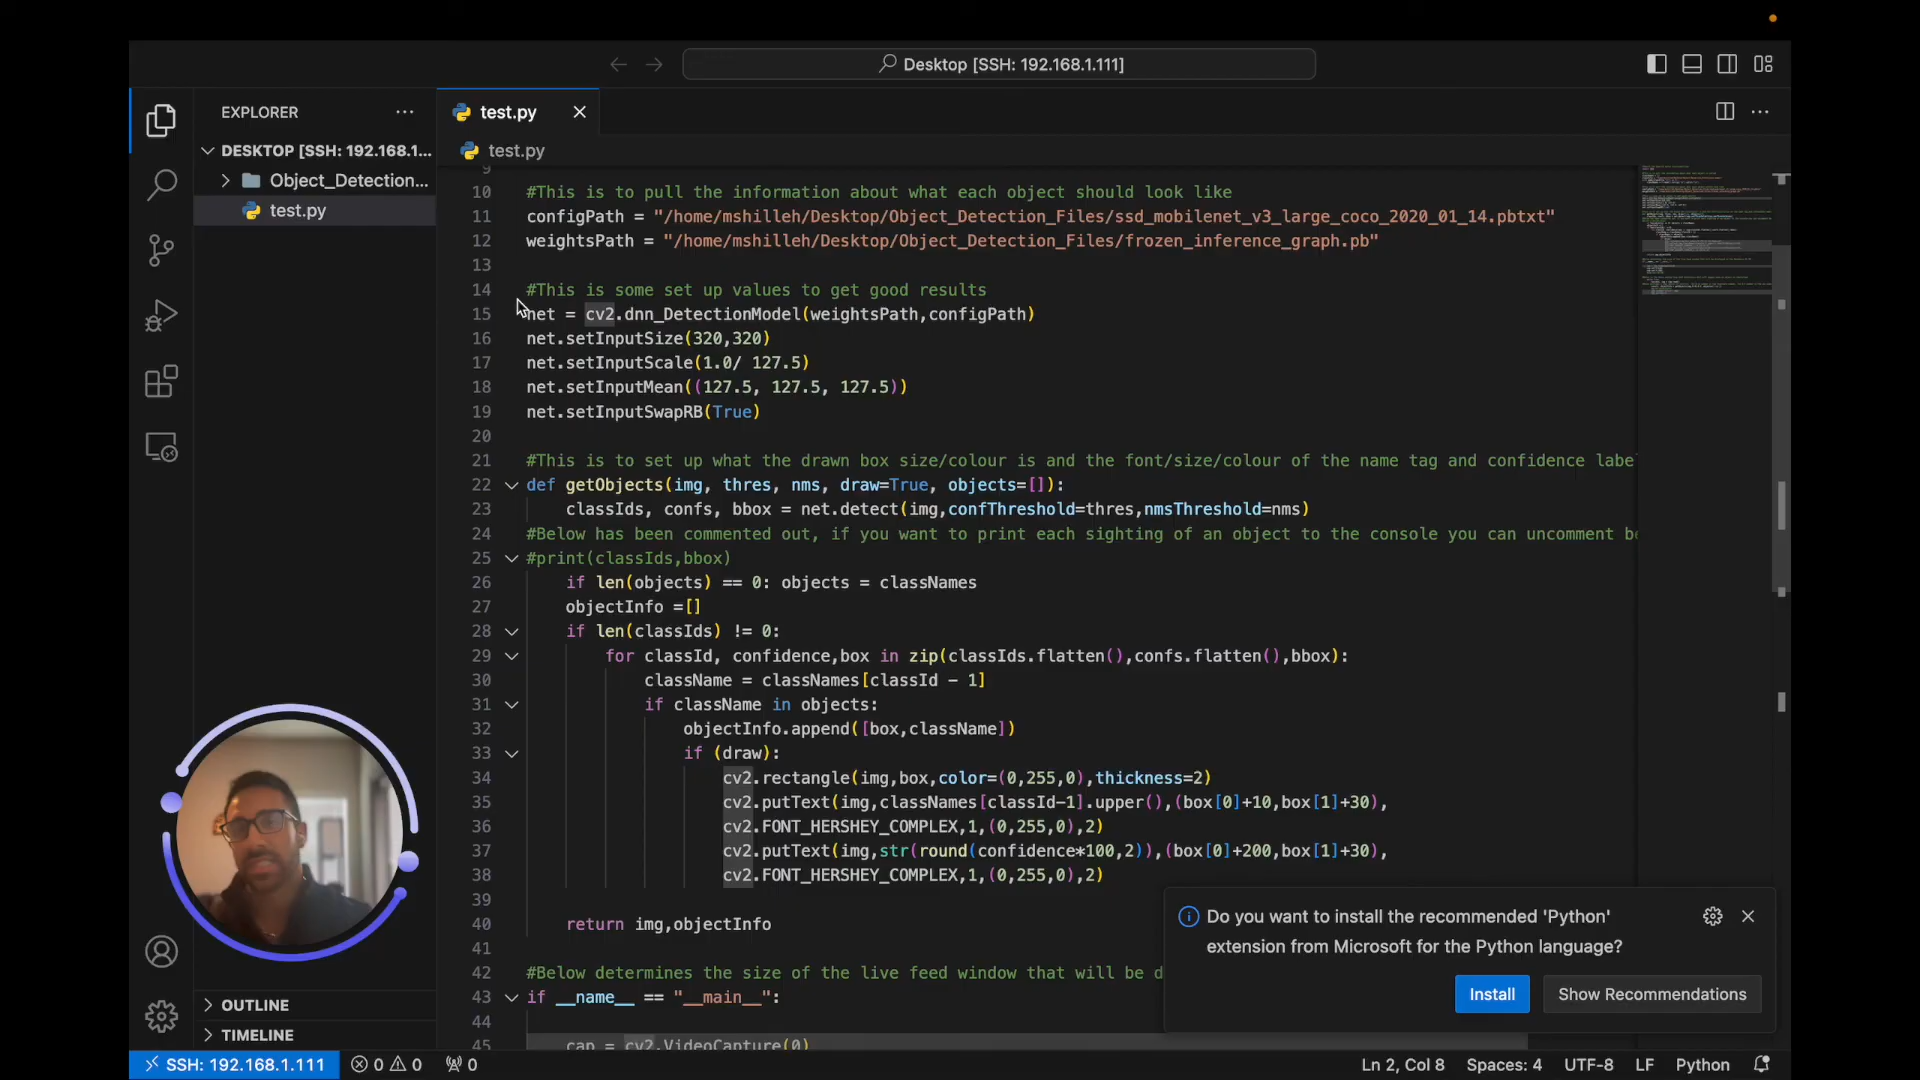 Desktop [SSH: 192.168.1.111]
EXPLORER
DESKTOP [SSH: 192.168.1...
Object_Detection...
test.py
OUTLINE
TIMELINE
test.py
test.py
9
10 #This is to pull the information about what each object should look like
11 configPath = "/home/mshilleh/Desktop/Object_Detection_Files/ssd_mobilenet_v3_large_coco_2020_01_14.pbtxt"
12 weightsPath = "/home/mshilleh/Desktop/Object_Detection_Files/frozen_inference_graph.pb"
13
14 #This is some set up values to get good results
15 net = cv2.dnn_DetectionModel(weightsPath,configPath)
16 net.setInputSize(320,320)
17 net.setInputScale(1.0/ 127.5)
18 net.setInputMean((127.5, 127.5, 127.5))
19 net.setInputSwapRB(True)
20
21 #This is to set up what the drawn box size/colour is and the font/size/colour of the name tag and confidence labe
22 def getObjects(img, thres, nms, draw=True, objects=[]):
23 classIds, confs, bbox = net.detect(img,confThreshold=thres,nmsThreshold=nms)
24 #Below has been commented out, if you want to print each sighting of an object to the console you can uncomment be
25 #print(classIds,bbox)
26 if len(objects) == 0: objects = classNames
27 objectInfo =[]
28 if len(classIds) != 0:
29 for classId, confidence,box in zip(classIds.flatten(),confs.flatten(),bbox):
30 className = classNames[classId - 1]
31 if className in objects:
32 objectInfo.append([box,className])
33 if (draw):
34 cv2.rectangle(img,box,color=(0,255,0),thickness=2)
35 cv2.putText(img,classNames[classId-1].upper(),(box[0]+10,box[1]+30),
36 cv2.FONT_HERSHEY_COMPLEX,1,(0,255,0),2)
37 cv2.putText(img,str(round(confidence*100,2)),(box[0]+200,box[1]+30),
38 cv2.FONT_HERSHEY_COMPLEX,1,(0,255,0),2)
39
40 return img,objectInfo
41
42 #Below determines the size of the live feed window that will be d
43 if __name__ == "__main__":
44
45 cap = cv2.VideoCapture(0)
Do you want to install the recommended 'Python'
extension from Microsoft for the Python language?
Install Show Recommendations
SSH: 192.168.1.111 0 0 0 Ln 2, Col 8 Spaces: 4 UTF-8 LF Python